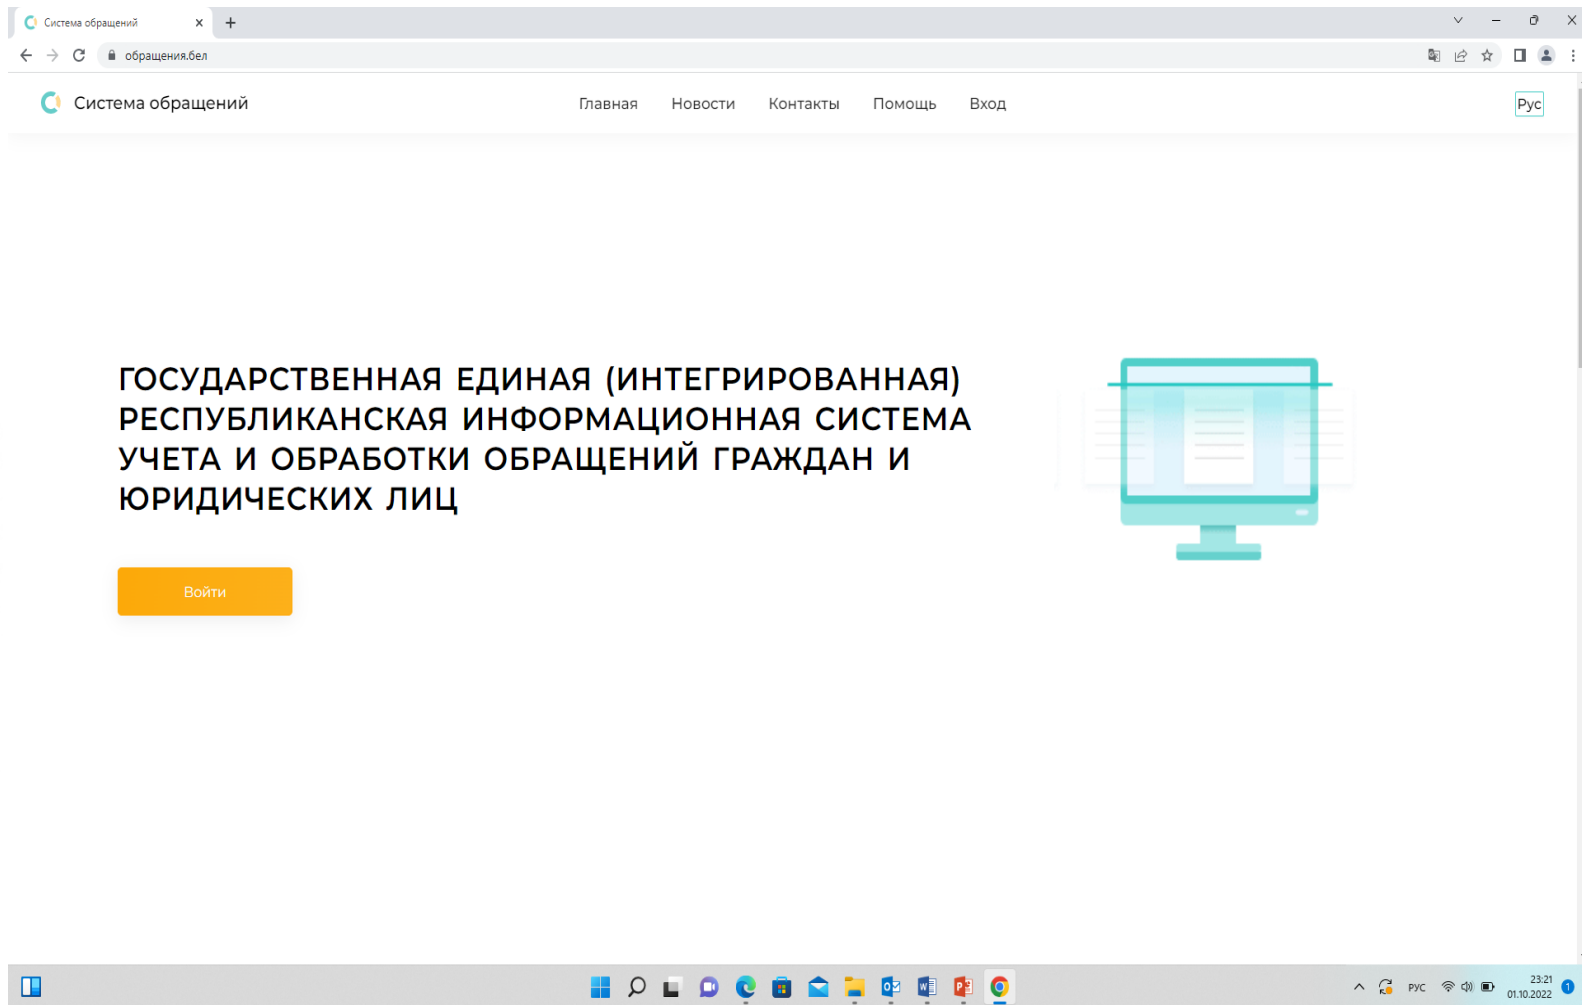 Система обращений
обращения.бел
Система обращений
Главная Новости Контакты Помощь Вход
Рус
ГОСУДАРСТВЕННАЯ ЕДИНАЯ (ИНТЕГРИРОВАННАЯ)
РЕСПУБЛИКАНСКАЯ ИНФОРМАЦИОННАЯ СИСТЕМА
УЧЕТА И ОБРАБОТКИ ОБРАЩЕНИЙ ГРАЖДАН И
ЮРИДИЧЕСКИХ ЛИЦ
Войти
РУС
23:21
01.10.2022
1